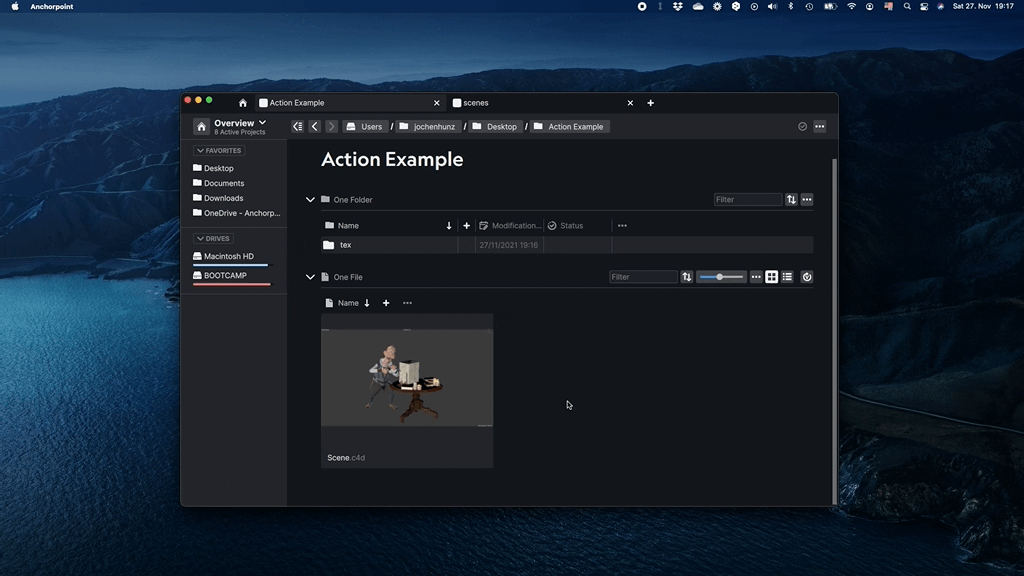 Anchorpoint
Sat 27. Nov 19:17
Action Example
scenes
Overview
8 Active Projects
Users / jochenhunz / Desktop / Action Example
FAVORITES
Desktop
Documents
Downloads
OneDrive - Anchorp...
DRIVES
Macintosh HD
BOOTCAMP
Action Example
One Folder
Filter
Name
Modification...
Status
tex
27/11/2021 19:16
One File
Filter
Name
Scene.c4d